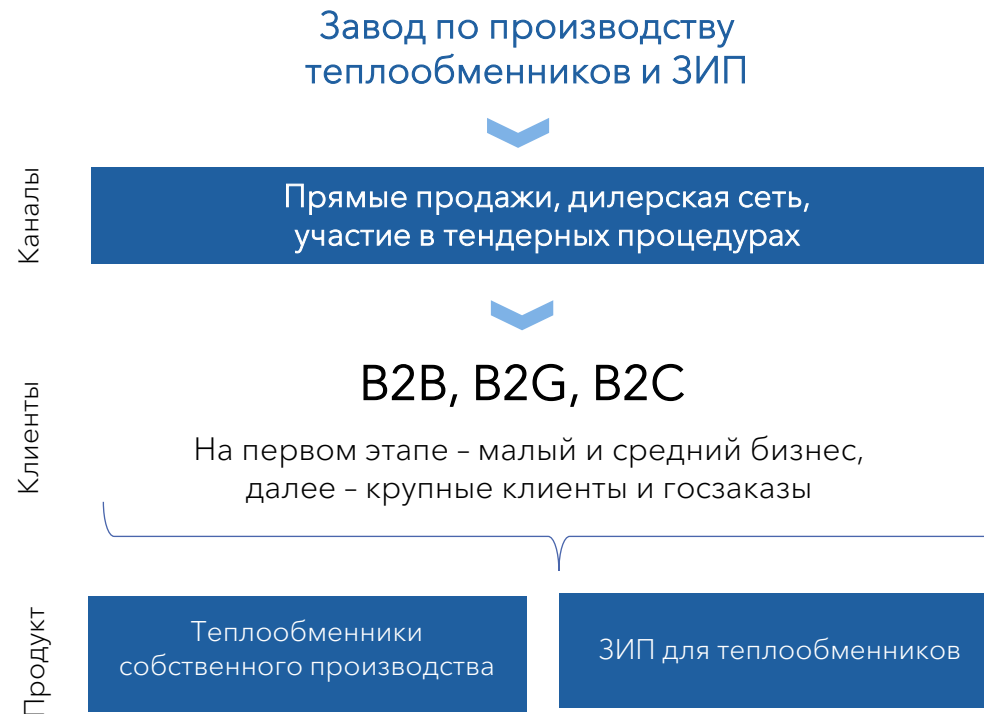 Завод по производству
теплообменников и ЗИП
Каналы
Прямые продажи, дилерская сеть,
участие в тендерных процедурах
Клиенты
B2B, B2G, B2C
На первом этапе – малый и средний бизнес,
далее – крупные клиенты и госзаказы
Продукт
Теплообменники
собственного производства
ЗИП для теплообменников